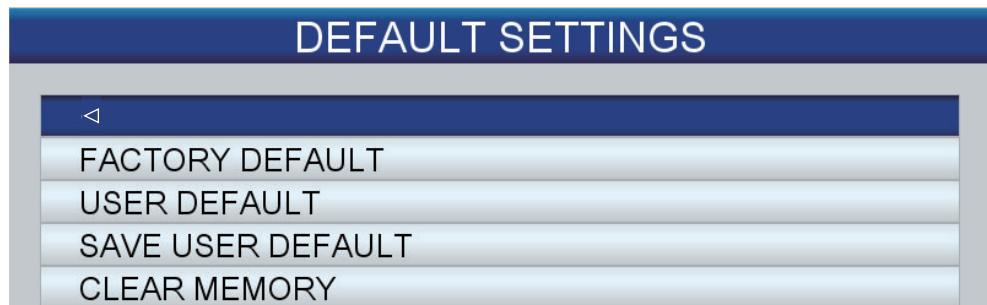 DEFAULT SETTINGS
FACTORY DEFAULT
USER DEFAULT
SAVE USER DEFAULT
CLEAR MEMORY